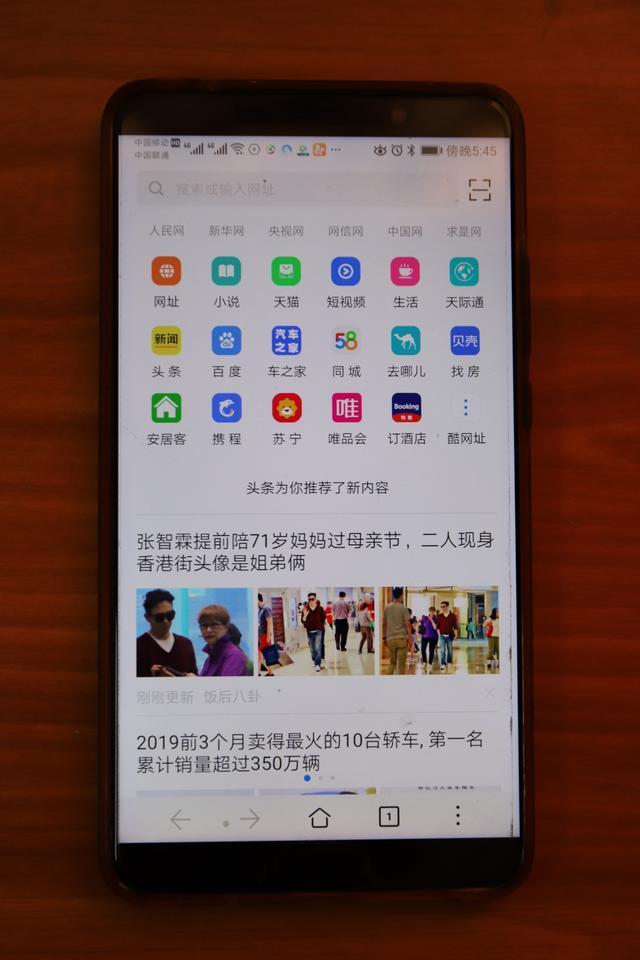 中国移动 HD 4G 4G 傍晚5:45
中国联通
搜索或输入网址
人民网 新华网 央视网 网信网 中国网 求是网
网址 小说 天猫 短视频 生活 天际通
新闻 汽车之家 58 贝壳
头条 百度 车之家 同城 去哪儿 找房
唯 Booking
安居客 携程 苏宁 唯品会 订酒店 酷网址
头条为你推荐了新内容
张智霖提前陪71岁妈妈过母亲节，二人现身
香港街头像是姐弟俩
刚刚更新 饭后八卦
2019前3个月卖得最火的10台轿车, 第一名
累计销量超过350万辆
1